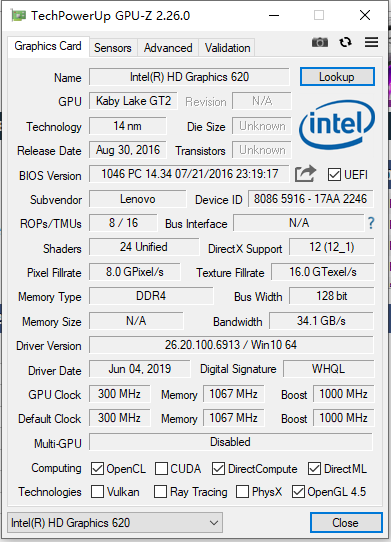 TechPowerUp GPU-Z 2.26.0
Graphics Card Sensors Advanced Validation
Name Intel(R) HD Graphics 620 Lookup
GPU Kaby Lake GT2 Revision N/A
Technology 14 nm Die Size Unknown
Release Date Aug 30, 2016 Transistors Unknown
intel
BIOS Version 1046 PC 14.34 07/21/2016 23:19:17 UEFI
Subvendor Lenovo Device ID 8086 5916 - 17AA 2246
ROPs/TMUs 8 / 16 Bus Interface N/A ?
Shaders 24 Unified DirectX Support 12 (12_1)
Pixel Fillrate 8.0 GPixel/s Texture Fillrate 16.0 GTexel/s
Memory Type DDR4 Bus Width 128 bit
Memory Size N/A Bandwidth 34.1 GB/s
Driver Version 26.20.100.6913 / Win10 64
Driver Date Jun 04, 2019 Digital Signature WHQL
GPU Clock 300 MHz Memory 1067 MHz Boost 1000 MHz
Default Clock 300 MHz Memory 1067 MHz Boost 1000 MHz
Multi-GPU Disabled
Computing OpenCL CUDA DirectCompute DirectML
Technologies Vulkan Ray Tracing PhysX OpenGL 4.5
Intel(R) HD Graphics 620 Close